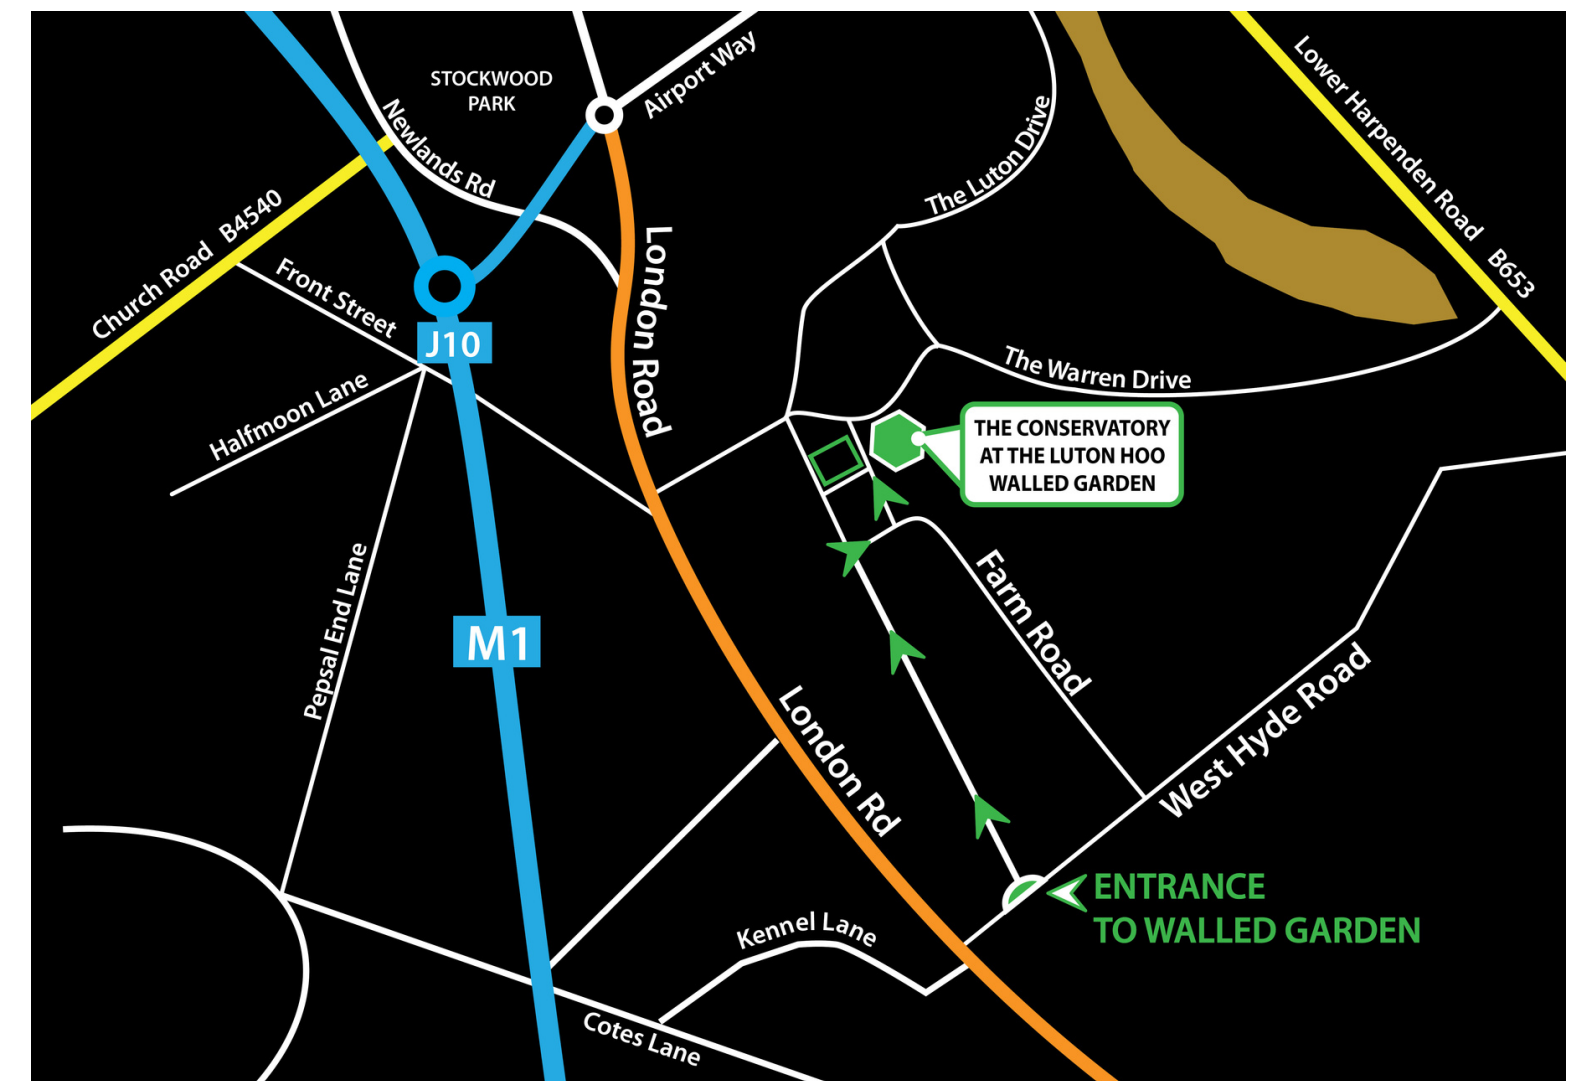 STOCKWOOD
PARK
Airport Way
Newlands Rd
Lower Harpenden Road B653
The Luton Drive
Church Road B4540
Front Street
London Road
J10
The Warren Drive
Halfmoon Lane
THE CONSERVATORY
AT THE LUTON HOO
WALLED GARDEN
Pepsal End Lane
Farm Road
M1
West Hyde Road
London Rd
ENTRANCE
TO WALLED GARDEN
Kennel Lane
Cotes Lane